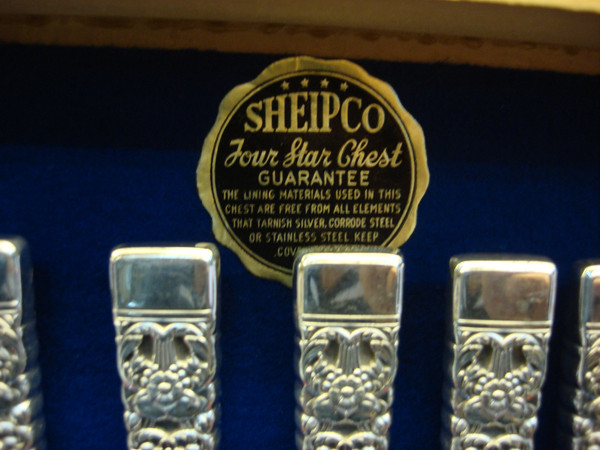 SHEIPCO
Four Star Chest
GUARANTEE
THE LINING MATERIALS USED IN THIS
CHEST ARE FREE FROM ALL ELEMENTS
THAT TARNISH SILVER, CORRODE STEEL
OR STAINLESS STEEL KEEP